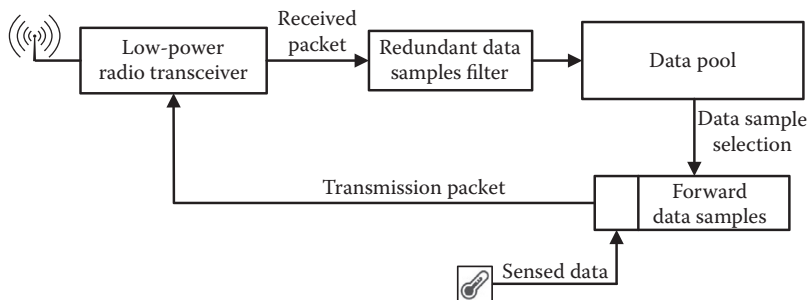 Low-power
radio transceiver
Received
packet
Redundant data
samples filter
Data pool
Data sample
selection
Transmission packet
Forward
data samples
Sensed data